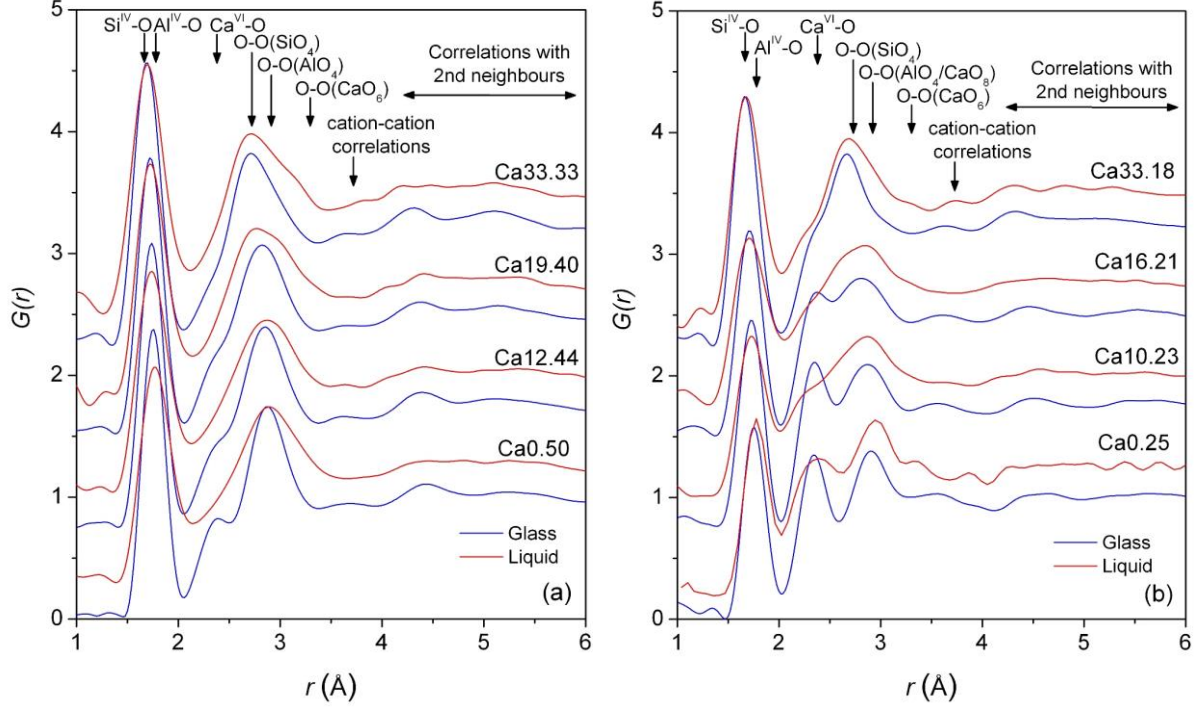 5
4
3
2
1
0
G(r)
Si^IV-O Al^IV-O Ca^VI-O
O-O(SiO₄)
O-O(AlO₄)
O-O(CaO₆)
cation-cation
correlations
Correlations with
2nd neighbours
Ca33.33
Ca19.40
Ca12.44
Ca0.50
Glass
Liquid
(a)
1 2 3 4 5 6
r (Å)
5
4
3
2
1
0
G(r)
Si^IV-O
Al^IV-O
Ca^VI-O
O-O(SiO₄)
O-O(AlO₄/CaO₈)
O-O(CaO₆)
cation-cation
correlations
Correlations with
2nd neighbours
Ca33.18
Ca16.21
Ca10.23
Ca0.25
Glass
Liquid
(b)
1 2 3 4 5 6
r (Å)